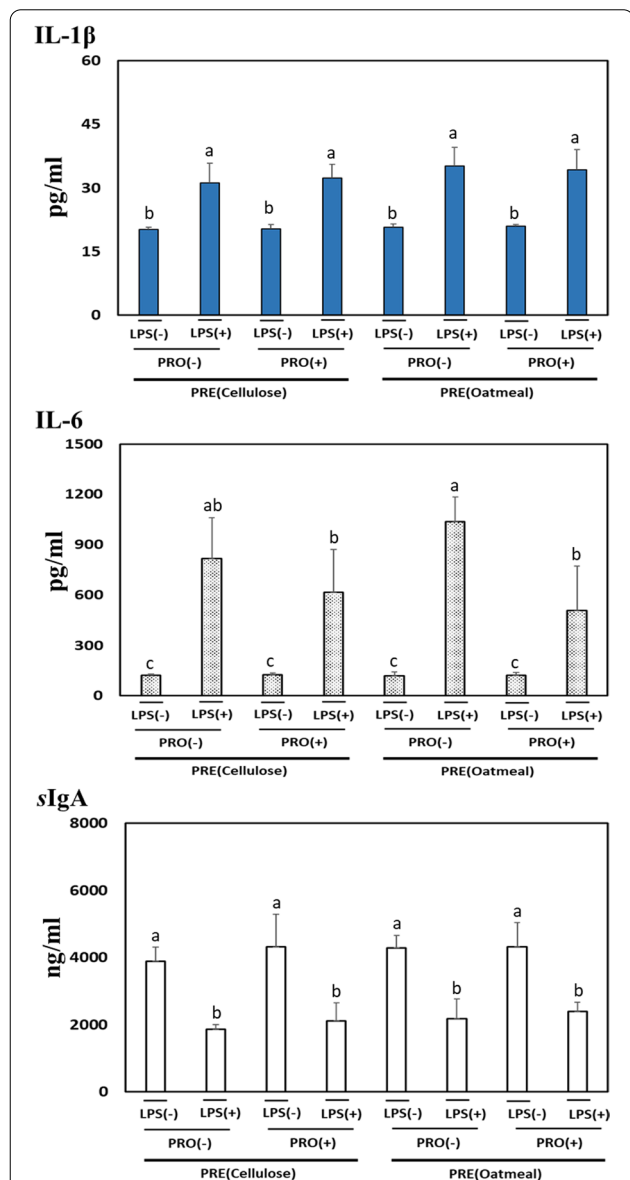 IL-1β
60
45
30
15
0
pg/ml
b a b a b a b a
LPS(-) LPS(+) LPS(-) LPS(+) LPS(-) LPS(+) LPS(-) LPS(+)
PRO(-) PRO(+) PRO(-) PRO(+)
PRE(Cellulose) PRE(Oatmeal)
IL-6
1500
1200
900
600
300
0
pg/ml
c ab c b c a c b
LPS(-) LPS(+) LPS(-) LPS(+) LPS(-) LPS(+) LPS(-) LPS(+)
PRO(-) PRO(+) PRO(-) PRO(+)
PRE(Cellulose) PRE(Oatmeal)
sIgA
8000
6000
4000
2000
0
ng/ml
a b a b a b a b
LPS(-) LPS(+) LPS(-) LPS(+) LPS(-) LPS(+) LPS(-) LPS(+)
PRO(-) PRO(+) PRO(-) PRO(+)
PRE(Cellulose) PRE(Oatmeal)